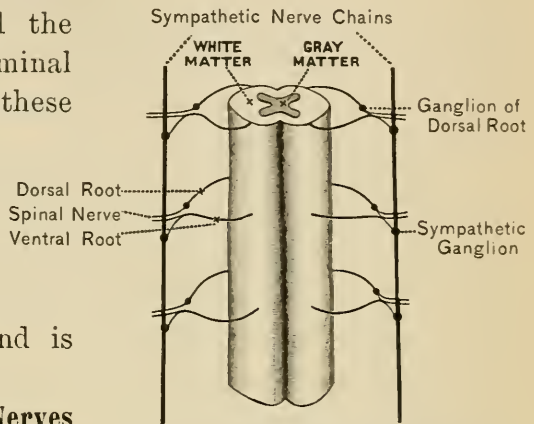 l the
minal
these
nd is
Nerves
Sympathetic Nerve Chains
WHITE
MATTER
GRAY
MATTER
Ganglion of
Dorsal Root
Dorsal Root
Spinal Nerve
Ventral Root
Sympathetic
Ganglion